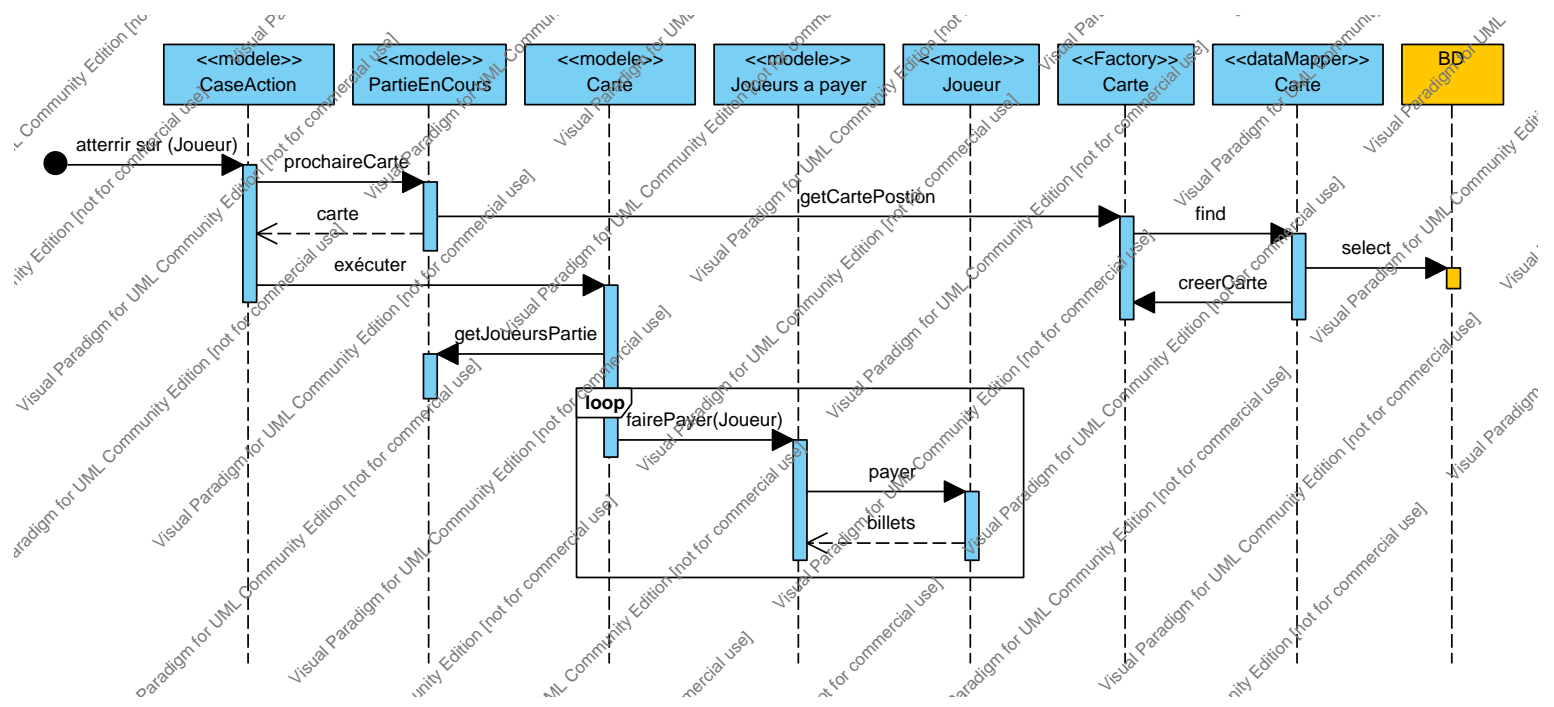 <<modele>>
CaseAction
<<modele>>
PartieEnCours
<<modele>>
Carte
<<modele>>
Joueurs a payer
<<modele>>
Joueur
<<Factory>>
Carte
<<dataMapper>>
Carte
BD
atterrir sur (Joueur)
prochaireCarte
getCartePostion
carte
find
select
exécuter
creerCarte
getJoueursPartie
loop
fairePayer(Joueur)
payer
billets
Visual Paradigm for UML Community Edition [not for commercial use]